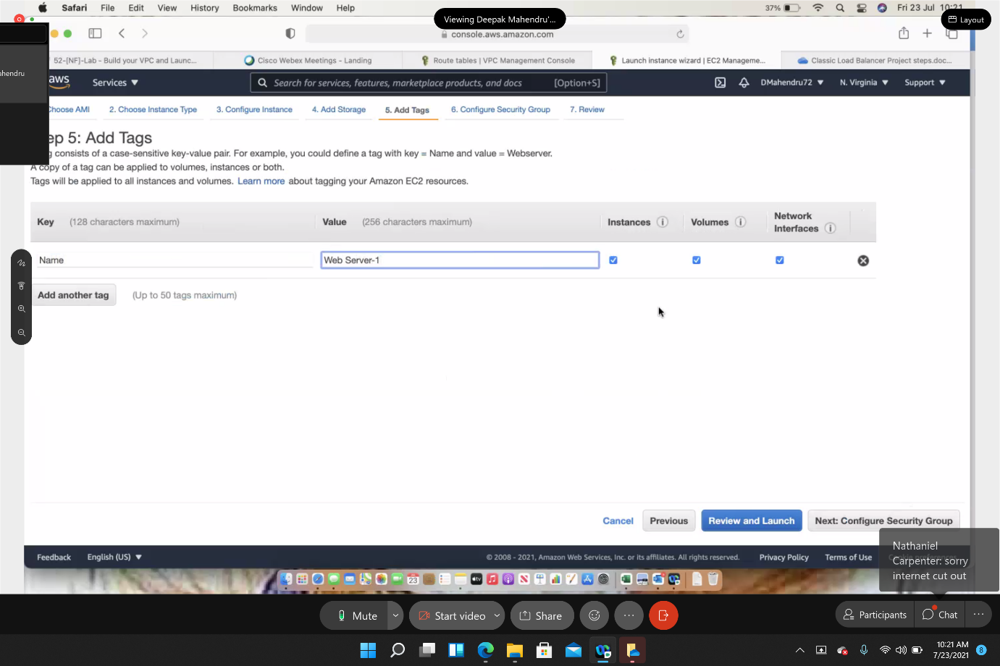 Safari File Edit View History Bookmarks Window Help
Viewing Deepak Mahendru'...
37% Fri 23 Jul 10:21
Layout
console.aws.amazon.com
ahendru
52-[NF]-Lab - Build your VPC and Launc...
Cisco Webex Meetings - Landing
Route tables | VPC Management Console
Launch instance wizard | EC2 Manageme...
Classic Load Balancer Project steps.doc...
aws
Services
Search for services, features, marketplace products, and docs [Option+S]
DMahendru72
N. Virginia
Support
hoose AMI 2. Choose Instance Type 3. Configure Instance 4. Add Storage 5. Add Tags 6. Configure Security Group 7. Review
ep 5: Add Tags
g consists of a case-sensitive key-value pair. For example, you could define a tag with key = Name and value = Webserver.
A copy of a tag can be applied to volumes, instances or both.
Tags will be applied to all instances and volumes. Learn more about tagging your Amazon EC2 resources.
Key (128 characters maximum) Value (256 characters maximum) Instances Volumes Network
Interfaces
Name Web Server-1
Add another tag (Up to 50 tags maximum)
Cancel Previous Review and Launch Next: Configure Security Group
Feedback English (US) © 2008 - 2021, Amazon Web Services, Inc. or its affiliates. All rights reserved. Privacy Policy Terms of Use
Nathaniel
Carpenter: sorry
internet cut out
23
tv
Mute Start video Share Participants Chat
10:21 AM
7/23/2021
8